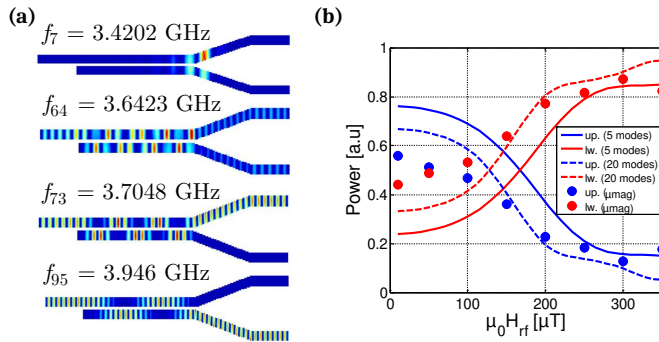 (a)
f7 = 3.4202 GHz
f64 = 3.6423 GHz
f73 = 3.7048 GHz
f95 = 3.946 GHz
(b)
Power [a.u]
1
0.8
0.6
0.4
0.2
0
0
100
200
300
μ0Hrf [μT]
up. (5 modes)
lw. (5 modes)
up. (20 modes)
lw. (20 modes)
up. (μmag)
lw. (μmag)